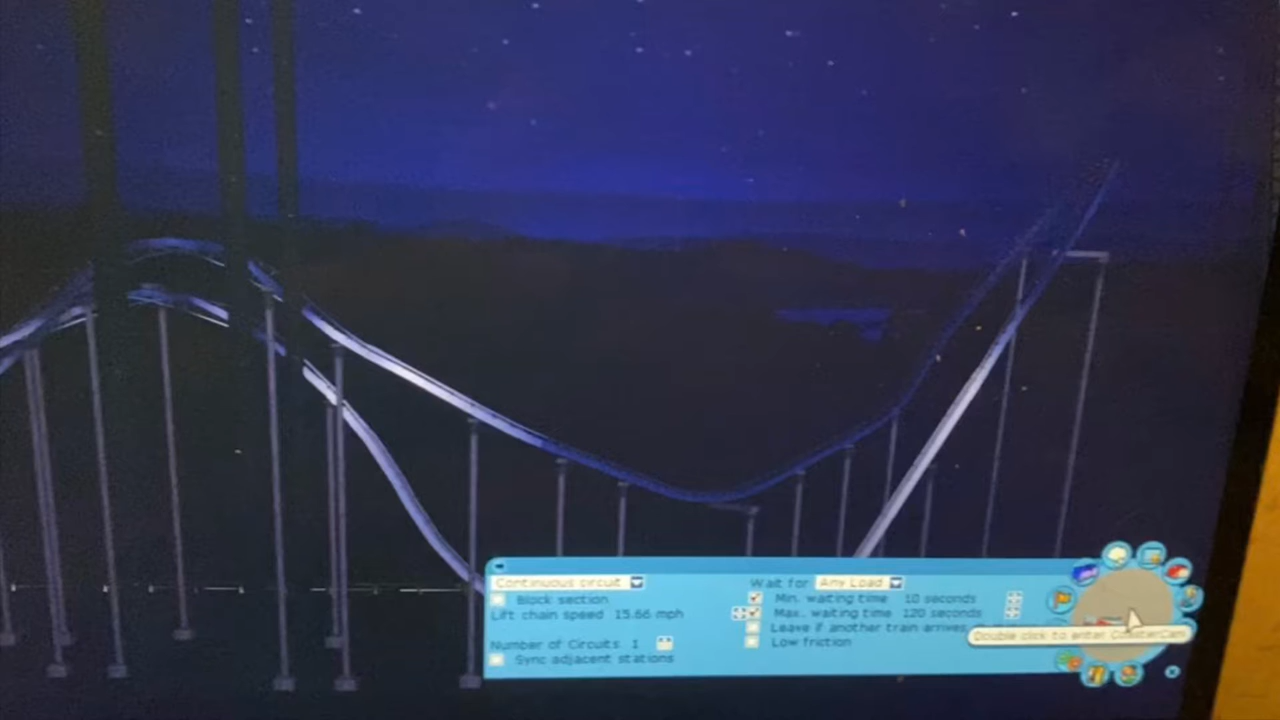 Continuous circuit
Block section
Lift chain speed 15.66 mph
Number of Circuits 1
Sync adjacent stations
Wait for Any Load
Min. waiting time 10 seconds
Max. waiting time 120 seconds
Leave if another train arrives
Low friction
Double click to enter CoasterCam